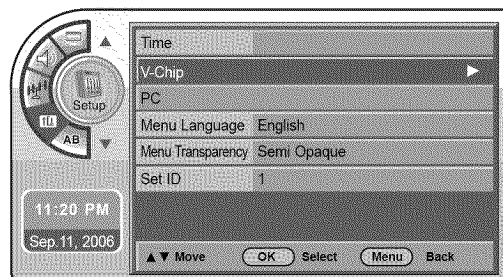 Setup
AB
11:20 PM
Sep.11, 2006
Time
V-Chip
PC
Menu Language English
Menu Transparency Semi Opaque
Set ID 1
▲▼ Move OK Select Menu Back